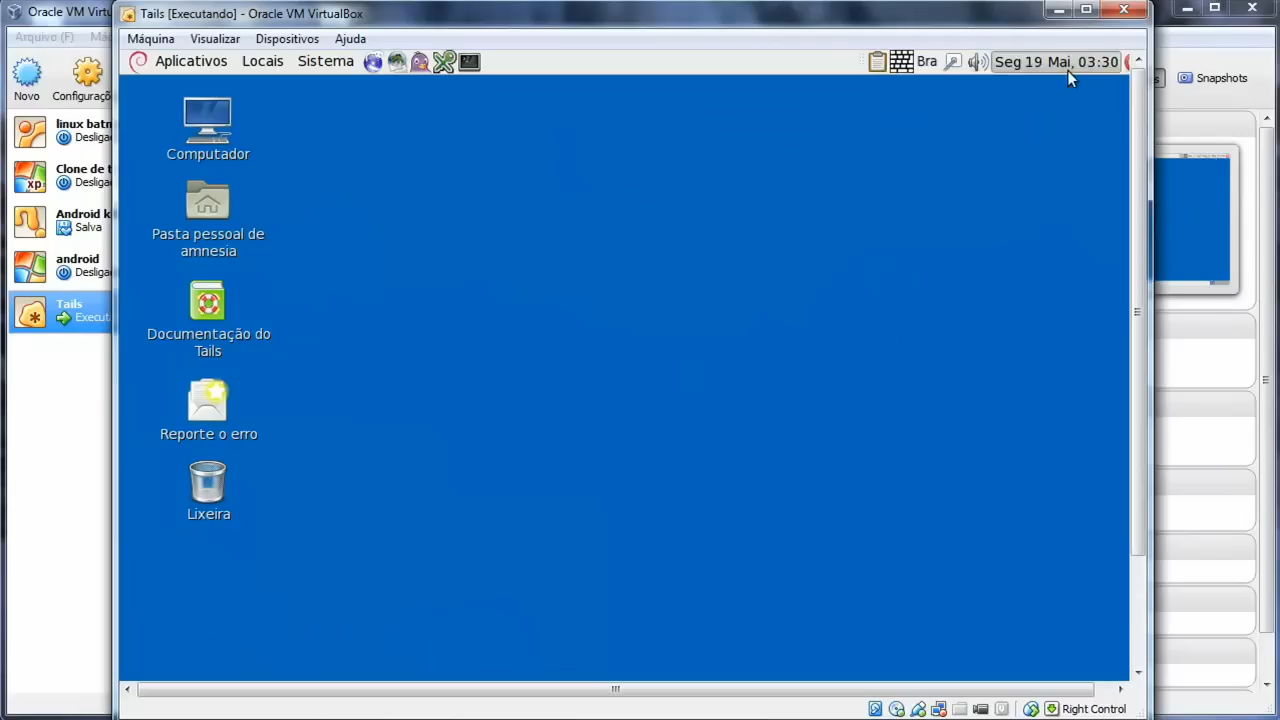 Oracle VM Virtu
Tails [Executando] - Oracle VM VirtualBox
Arquivo (F)
Máquina Visualizar Dispositivos Ajuda
Aplicativos Locais Sistema
Bra
Seg 19 Mai, 03:30
Snapshots
Novo
Configuraçõ
linux batm
Desliga
Clone de t
Desliga
Android k
Salva
android
Desliga
Tails
Execut
Computador
Pasta pessoal de
amnesia
Documentação do
Tails
Reporte o erro
Lixeira
Right Control